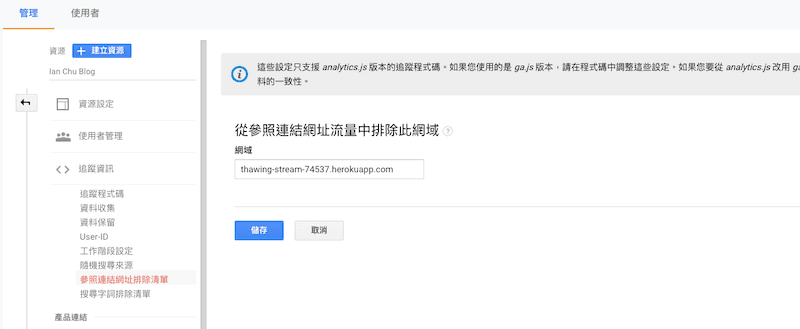 管理 使用者
資源 + 建立資源
Ian Chu Blog
資源設定
使用者管理
追蹤資訊
追蹤程式碼
資料收集
資料保留
User-ID
工作階段設定
隨機搜尋來源
參照連結網址排除清單
搜尋字詞排除清單
產品連結
這些設定只支援 analytics.js 版本的追蹤程式碼。如果您使用的是 ga.js 版本，請在程式碼中調整這些設定。如果您要從 analytics.js 改用 ga
料的一致性。
從參照連結網址流量中排除此網域 ?
網域
thawing-stream-74537.herokuapp.com
儲存 取消